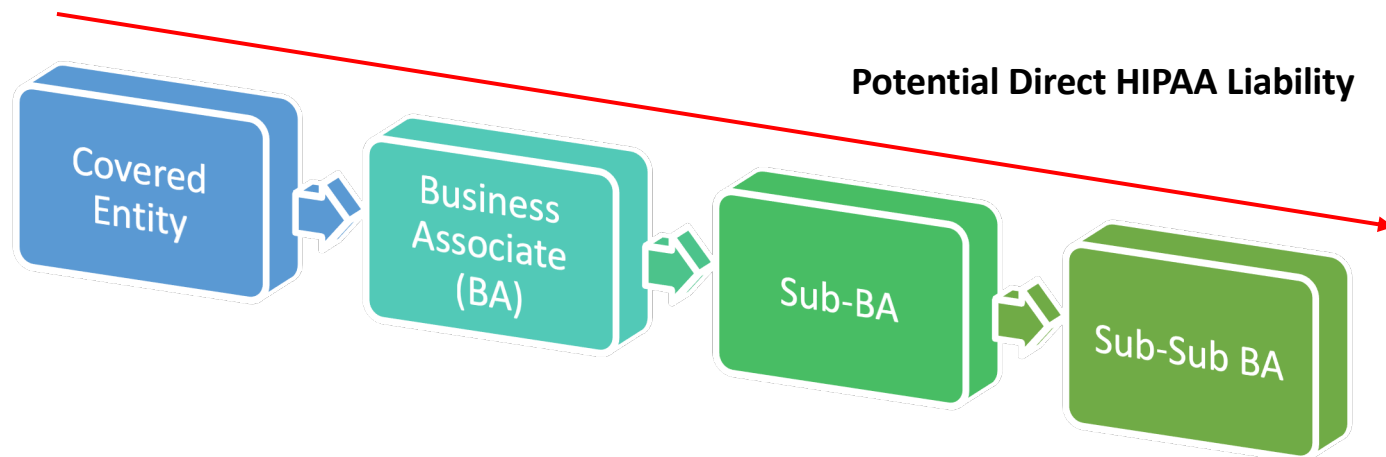 Potential Direct HIPAA Liability
Covered
Entity
Business
Associate
(BA)
Sub-BA
Sub-Sub BA